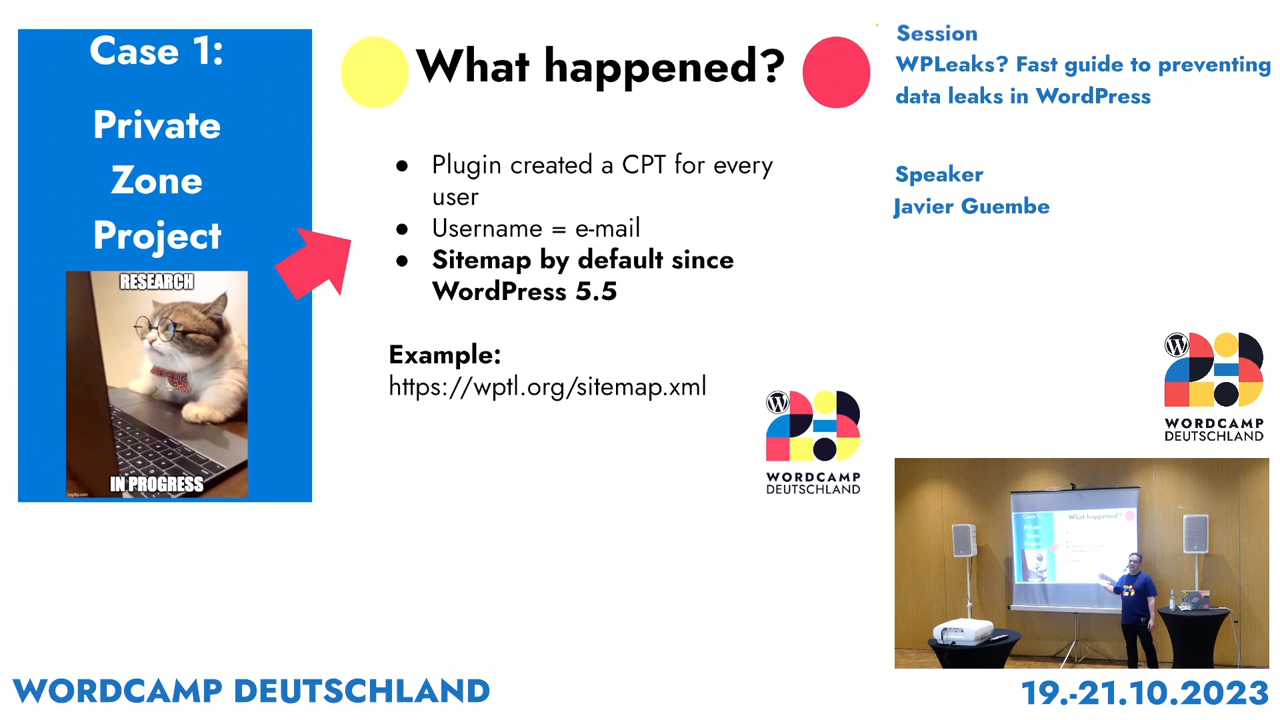 Case 1:
Private
Zone
Project
RESEARCH
IN PROGRESS
What happened?
● Plugin created a CPT for every
user
● Username = e-mail
● Sitemap by default since
WordPress 5.5
Example:
https://wptl.org/sitemap.xml
WORDCAMP
DEUTSCHLAND
Session
WPLeaks? Fast guide to preventing
data leaks in WordPress
Speaker
Javier Guembe
WORDCAMP
DEUTSCHLAND
What happened?
WORDCAMP DEUTSCHLAND
19.-21.10.2023